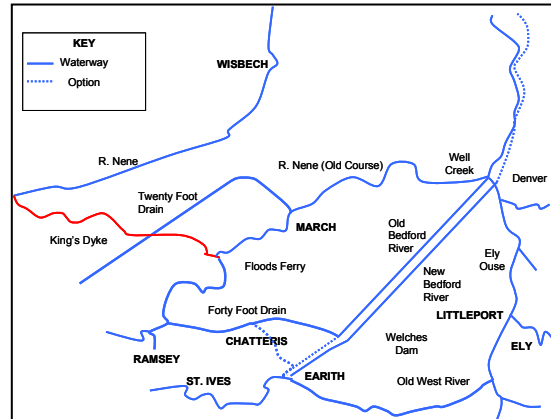 KEY
Waterway
Option
WISBECH
R. Nene
R. Nene (Old Course)
Well
Creek
Denver
Twenty Foot
Drain
King's Dyke
MARCH
Old
Bedford
River
Ely
Ouse
Floods Ferry
New
Bedford
River
Forty Foot Drain
LITTLEPORT
CHATTERIS
Welches
Dam
ELY
RAMSEY
EARITH
ST. IVES
Old West River